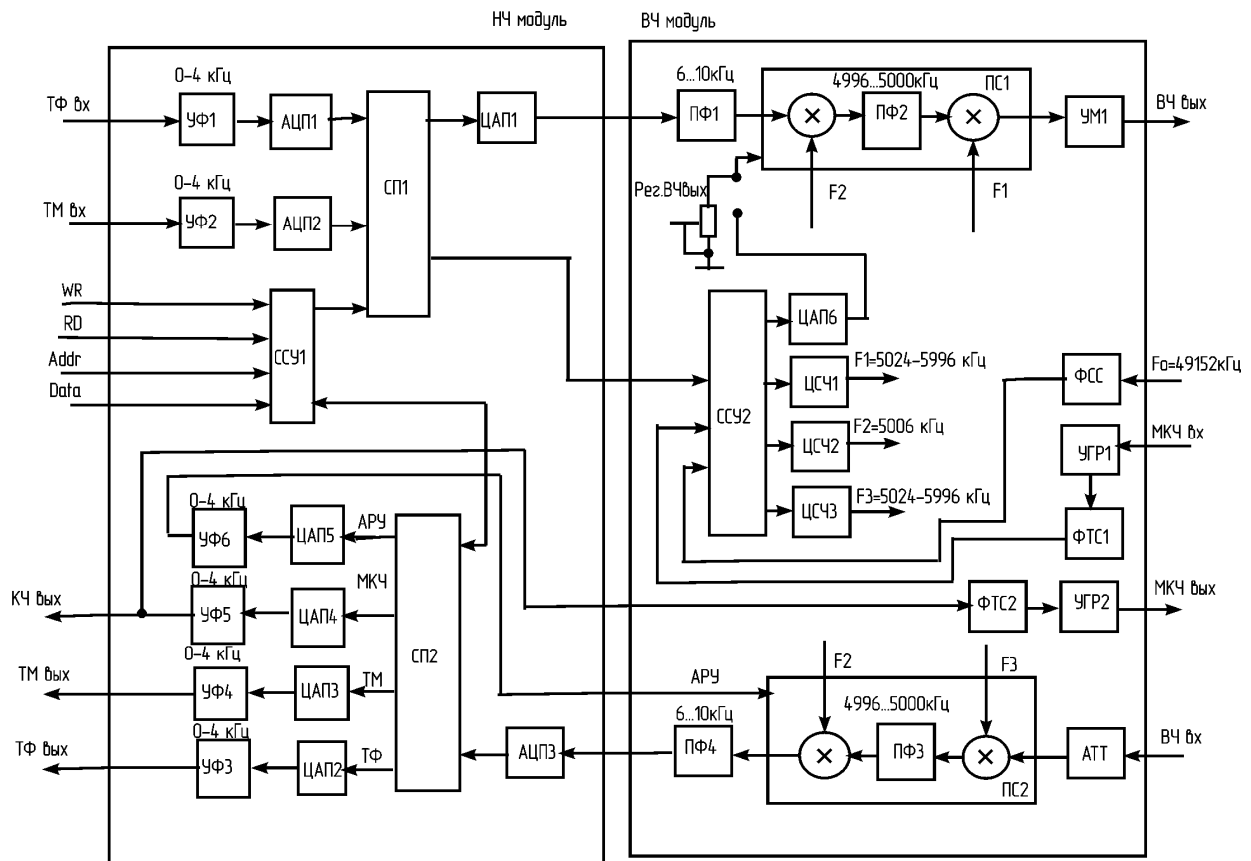 НЧ модуль
ВЧ модуль
0-4 кГц
ТФ вх
УФ1
АЦП1
СП1
ЦАП1
6...10кГц
ПФ1
4996...5000кГц
ПС1
ПФ2
УМ1
ВЧ вых
F2
F1
0-4 кГц
ТМ вх
УФ2
АЦП2
Рег.ВЧвых
WR
RD
Addr
Data
ССУ1
ССУ2
ЦАП6
ЦСЧ1
F1=5024-5996 кГц
ЦСЧ2
F2=5006 кГц
ЦСЧ3
F3=5024-5996 кГц
ФСС
Fo=49152кГц
МКЧ вх
УГР1
ФТС1
0-4 кГц
УФ6
ЦАП5
АРУ
КЧ вых
0-4 кГц
УФ5
ЦАП4
МКЧ
СП2
ФТС2
УГР2
МКЧ вых
ТМ вых
0-4 кГц
УФ4
ЦАП3
ТМ
АРУ
F2
F3
ТФ вых
0-4 кГц
УФ3
ЦАП2
ТФ
АЦП3
6...10кГц
ПФ4
4996...5000кГц
ПФ3
ПС2
АТТ
ВЧ вх